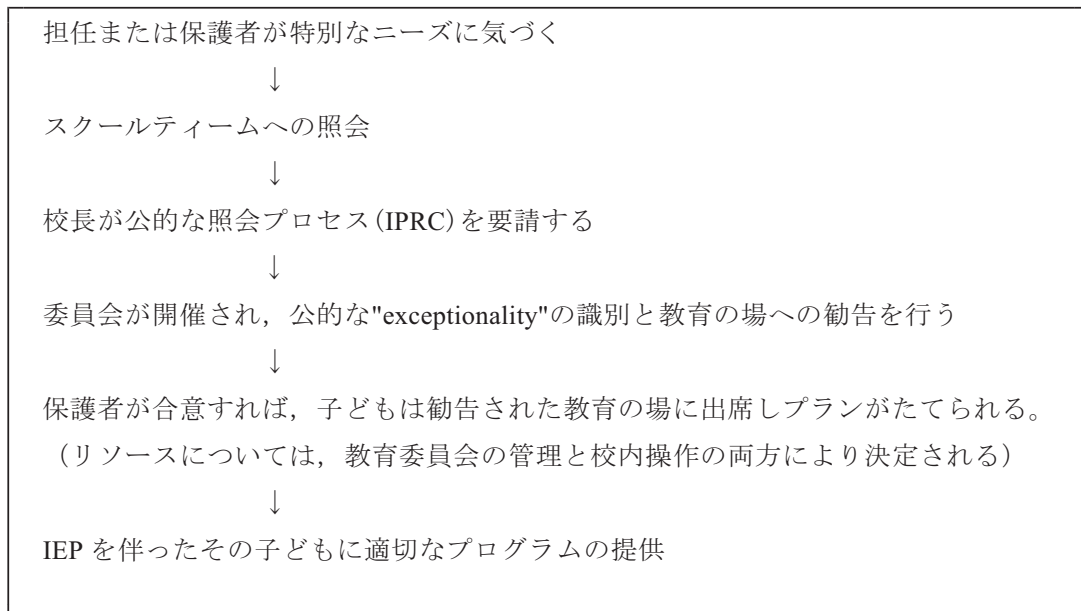 担任または保護者が特別なニーズに気づく
↓
スクールティームへの照会
↓
校長が公的な照会プロセス(IPRC)を要請する
↓
委員会が開催され，公的な"exceptionality"の識別と教育の場への勧告を行う
↓
保護者が合意すれば，子どもは勧告された教育の場に出席しプランがたてられる。
（リソースについては，教育委員会の管理と校内操作の両方により決定される）
↓
IEP を伴ったその子どもに適切なプログラムの提供